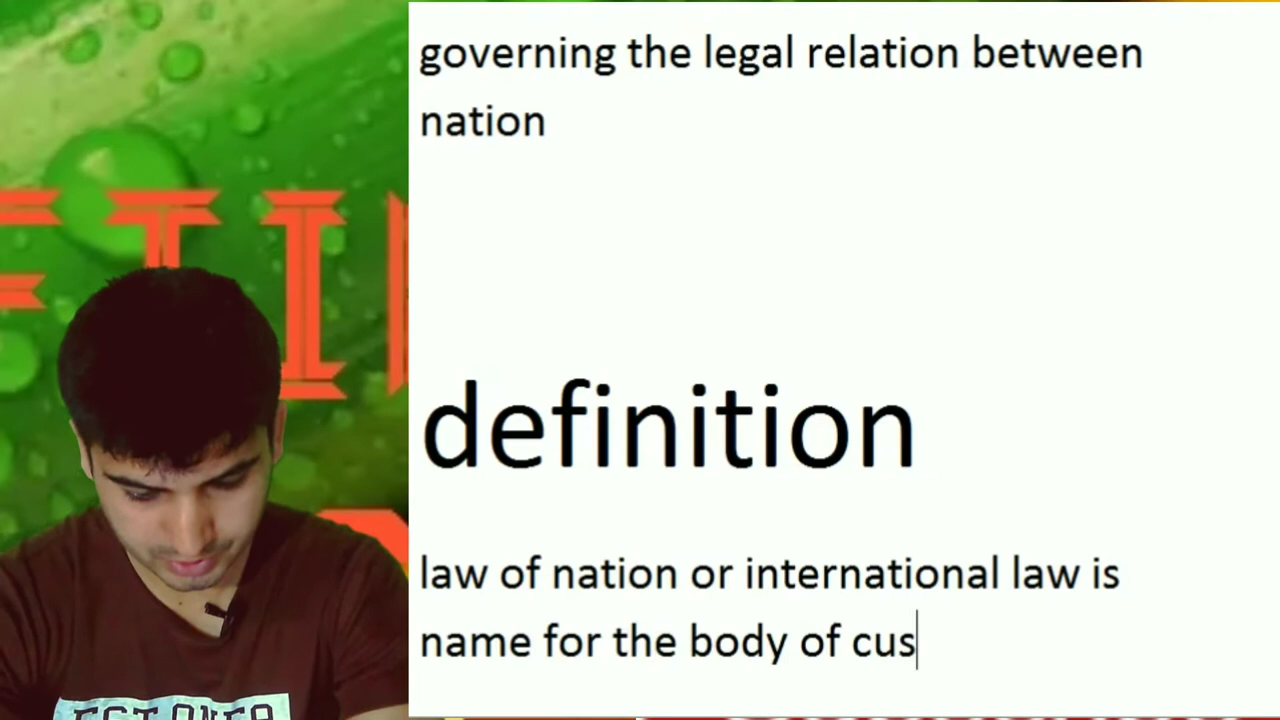 governing the legal relation between
nation
definition
law of nation or international law is
name for the body of cus